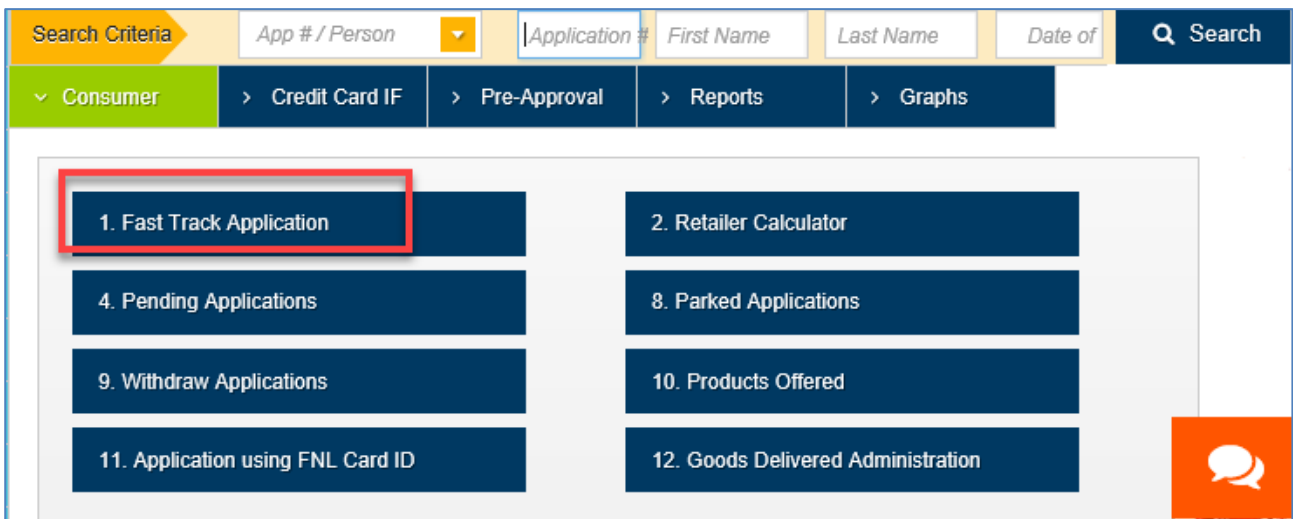 Search Criteria App # / Person Application # First Name Last Name Date of Search
Consumer Credit Card IF Pre-Approval Reports Graphs
1. Fast Track Application 2. Retailer Calculator
4. Pending Applications 8. Parked Applications
9. Withdraw Applications 10. Products Offered
11. Application using FNL Card ID 12. Goods Delivered Administration